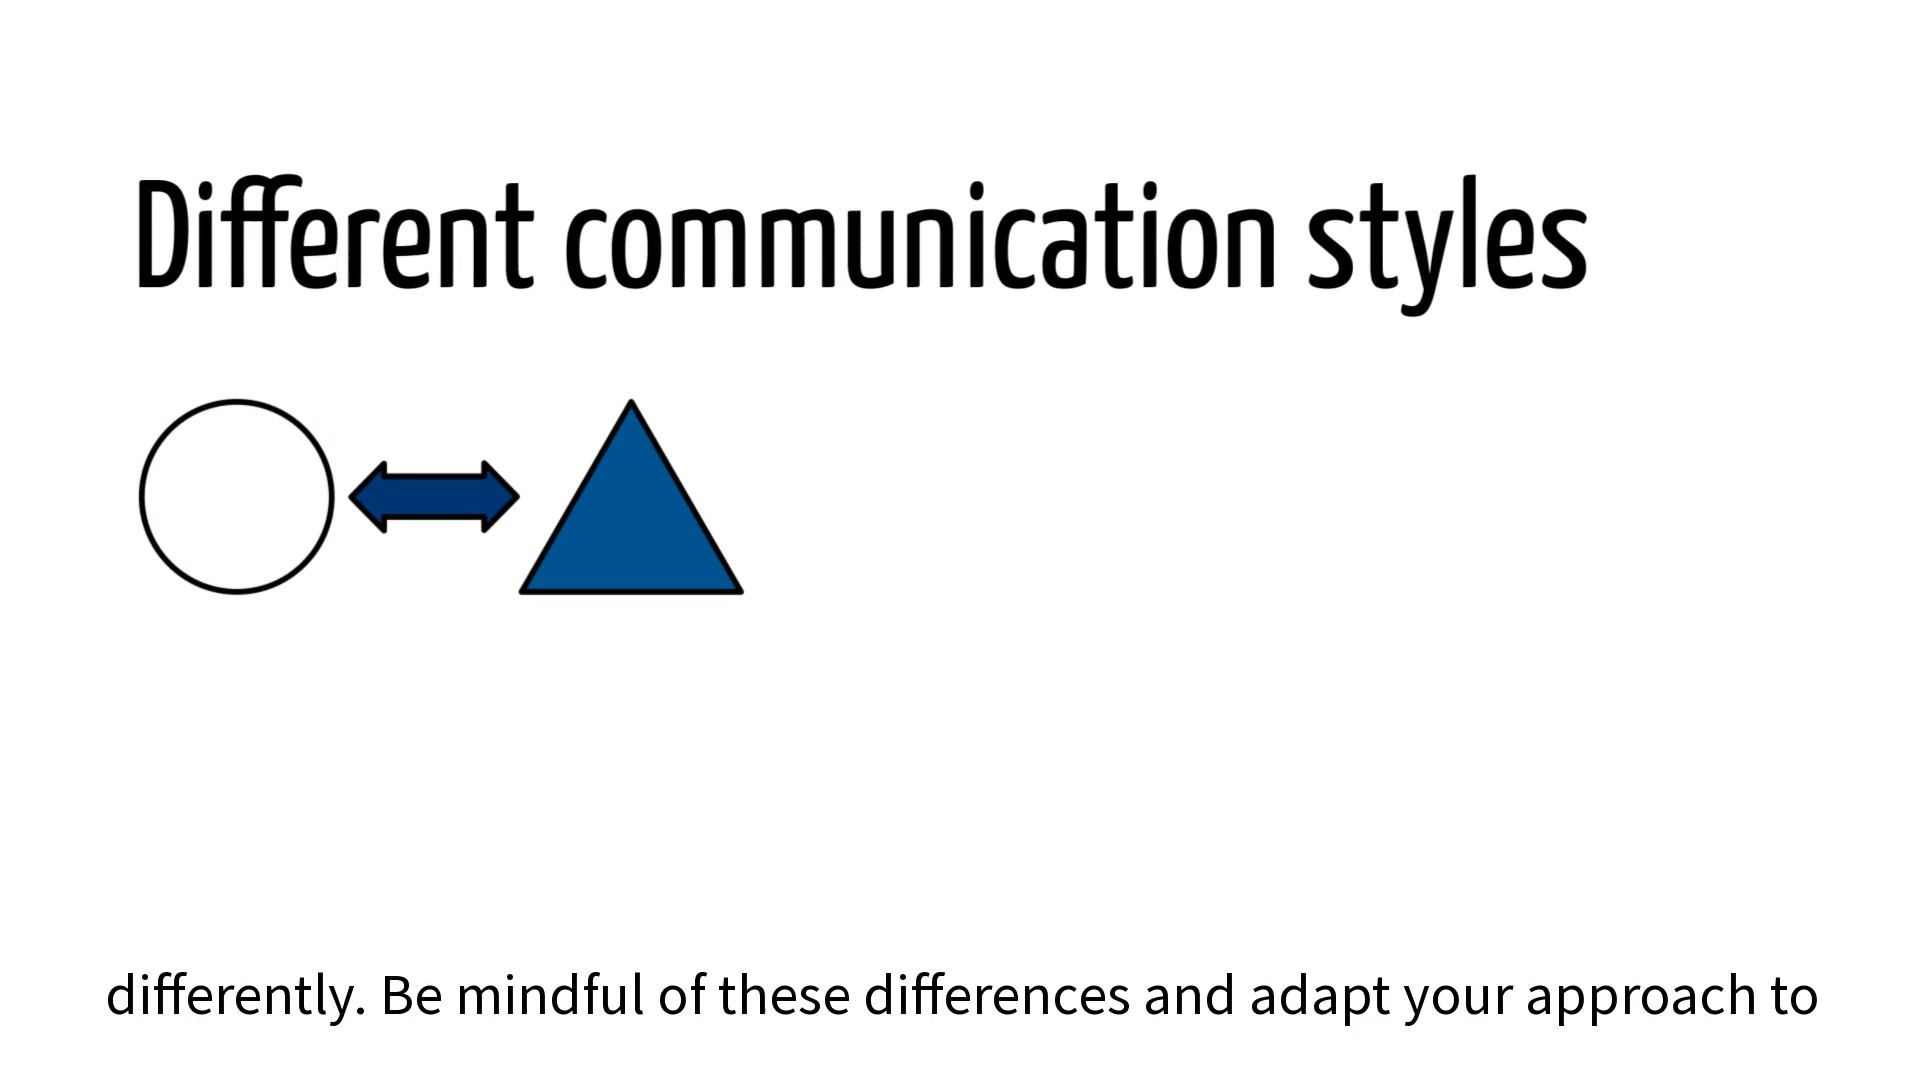 Different communication styles
differently. Be mindful of these differences and adapt your approach to